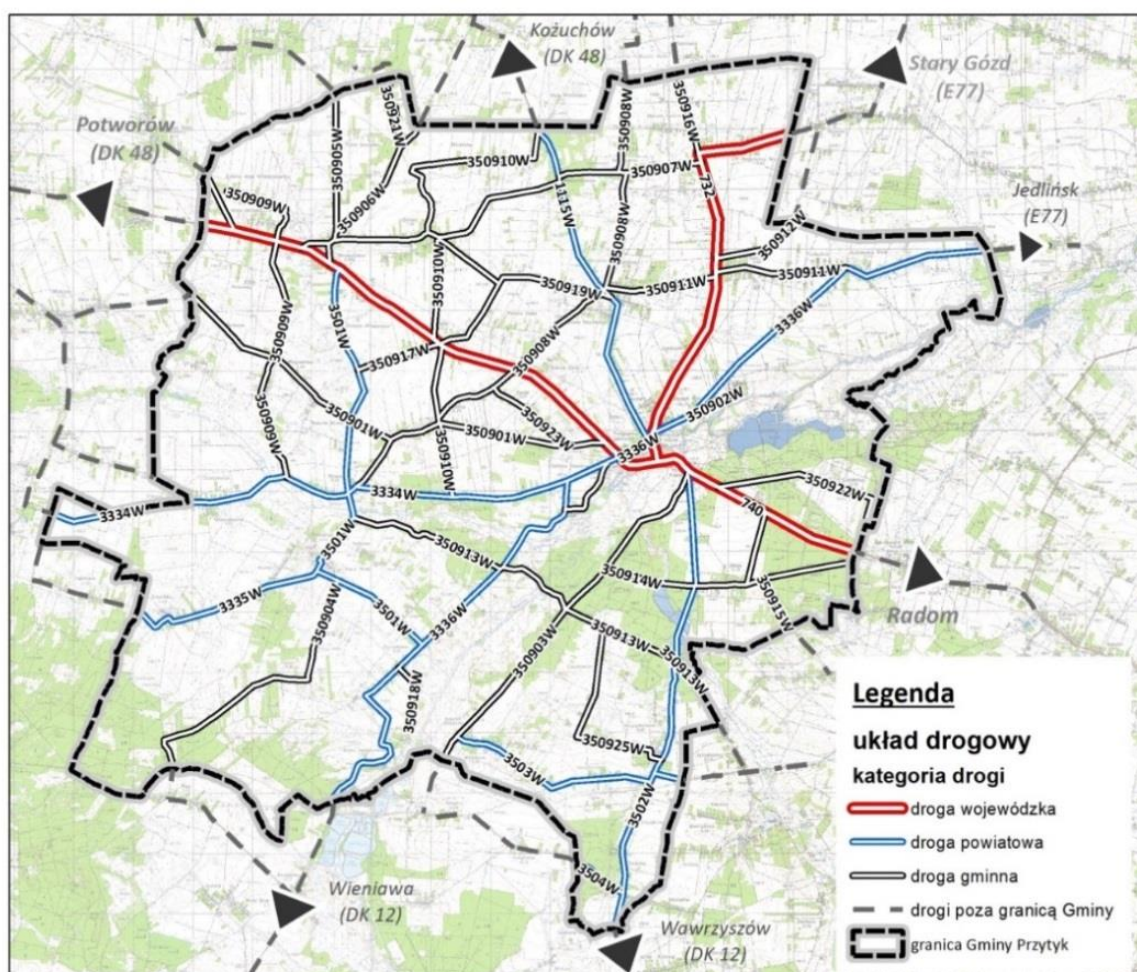 Kożuchów
(DK 48)
Stary Gózd
(E77)
Potworów
(DK 48)
Jedlińsk
(E77)
350921W
350905W
350908W
350916W
350910W
350907W
732
350909W
350906W
1115W
350908W
350912W
350910W
350919W
350911W
350911W
3501W
350909W
350917W
350908W
3336W
350902W
350901W
350909W
350901W
350923W
3336W
350910W
3334W
3334W
350922W
740
3501W
350913W
350914W
3335W
350904W
3501W
3336W
350903W
350913W
350915W
350913W
350918W
350925W
3503W
3502W
3504W
Radom
Wieniawa
(DK 12)
Wawrzyszów
(DK 12)
Legenda
układ drogowy
kategoria drogi
droga wojewódzka
droga powiatowa
droga gminna
drogi poza granicą Gminy
granica Gminy Przytyk